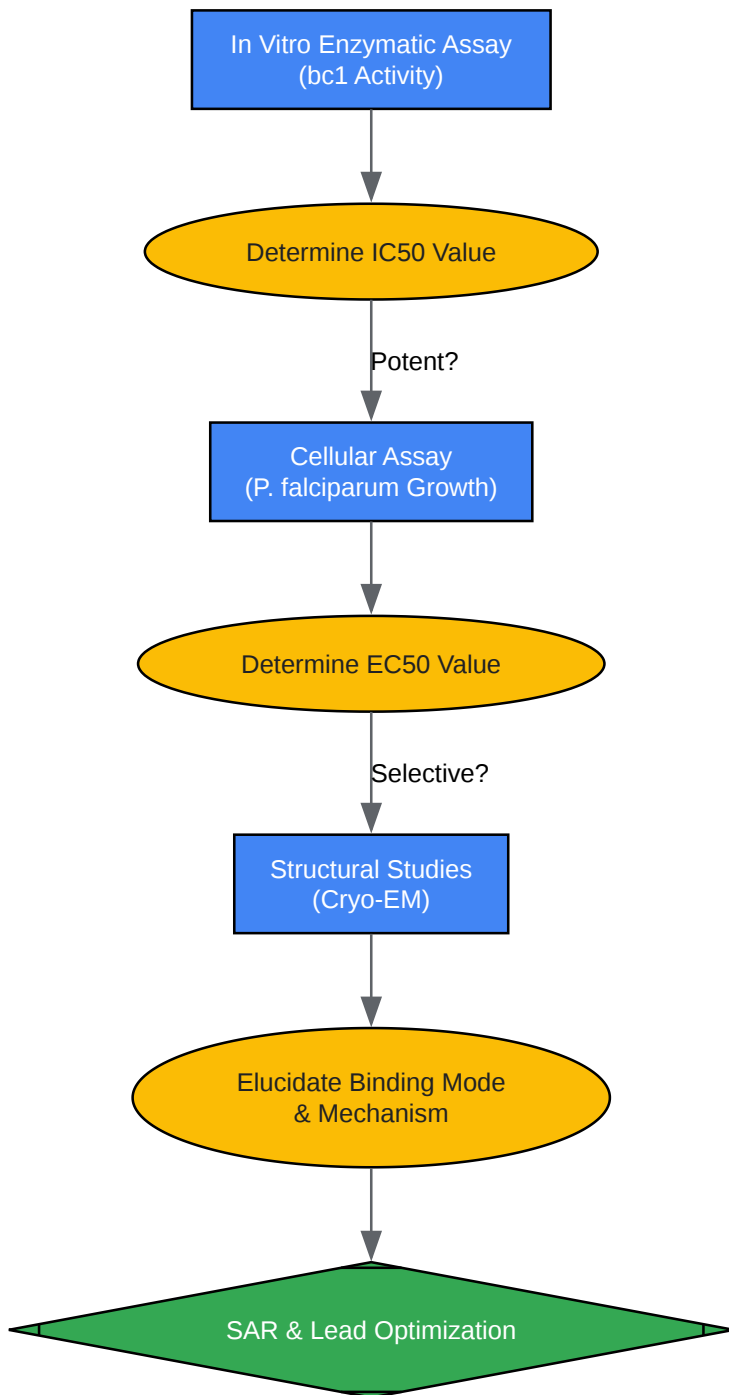 In Vitro Enzymatic Assay
(bc1 Activity)
Determine IC50 Value
Potent?
Cellular Assay
(P. falciparum Growth)
Determine EC50 Value
Selective?
Structural Studies
(Cryo-EM)
Elucidate Binding Mode
& Mechanism
SAR & Lead Optimization